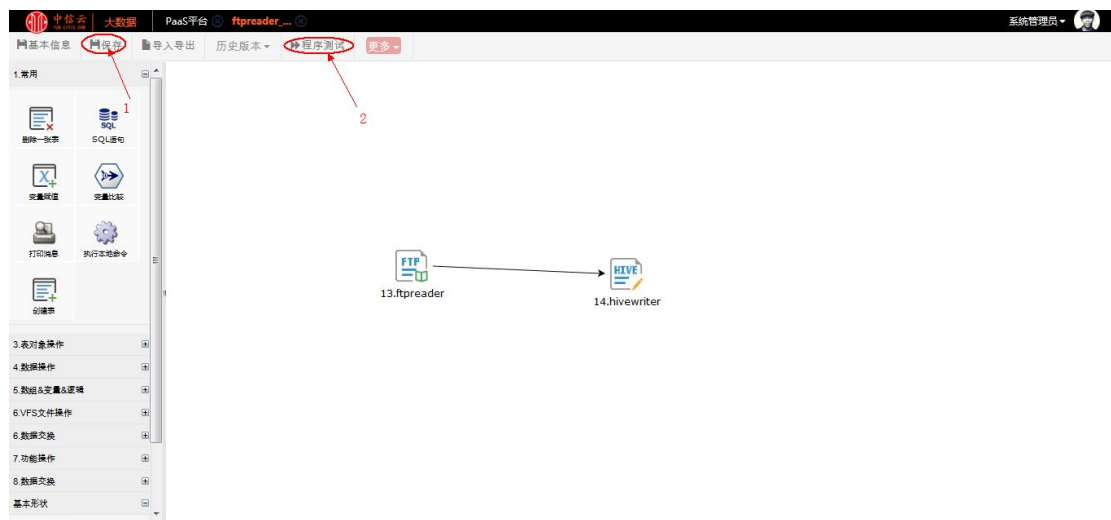 中信云 大数据 PaaS平台 ftpreader_... 系统管理员
基本信息 保存 导入导出 历史版本 程序测试 更多
1.常用
1
2
删除一张表 SQL语句
变量赋值 变量比较
打印消息 执行本地命令
创建表
FTP
HIVE
13.ftpreader
14.hivewriter
3.表对象操作
4.数据操作
5.数组&变量&逻辑
6.VFS文件操作
6.数据交换
7.功能操作
8.数据交换
基本形状